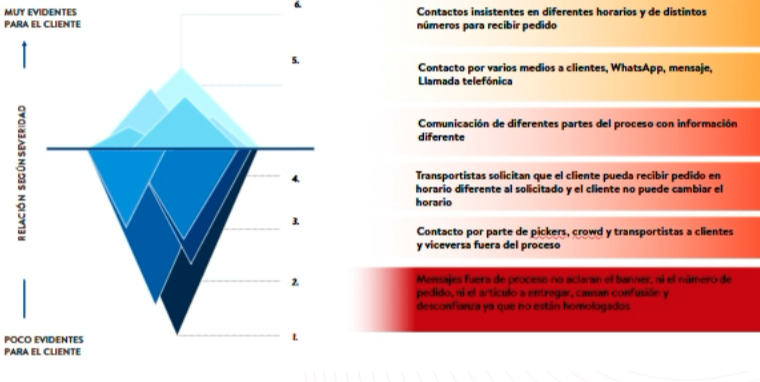 MUY EVIDENTES
PARA EL CLIENTE
RELACIÓN SEGÚN SEVERIDAD
POCO EVIDENTES
PARA EL CLIENTE
6.
Contactos insistentes en diferentes horarios y de distintos
números para recibir pedido
5.
Contacto por varios medios a clientes, WhatsApp, mensaje,
Llamada telefónica
Comunicación de diferentes partes del proceso con información
diferente
4.
Transportistas solicitan que el cliente pueda recibir pedido en
horario diferente al solicitado y el cliente no puede cambiar el
horario
3.
Contacto por parte de pickers, crowd y transportistas a clientes
y viceversa fuera del proceso
2.
Mensajes fuera de proceso no aclaran el banner, ni el número de
pedido, ni el artículo a entregar, causan confusión y
desconfianza ya que no están homologados
1.